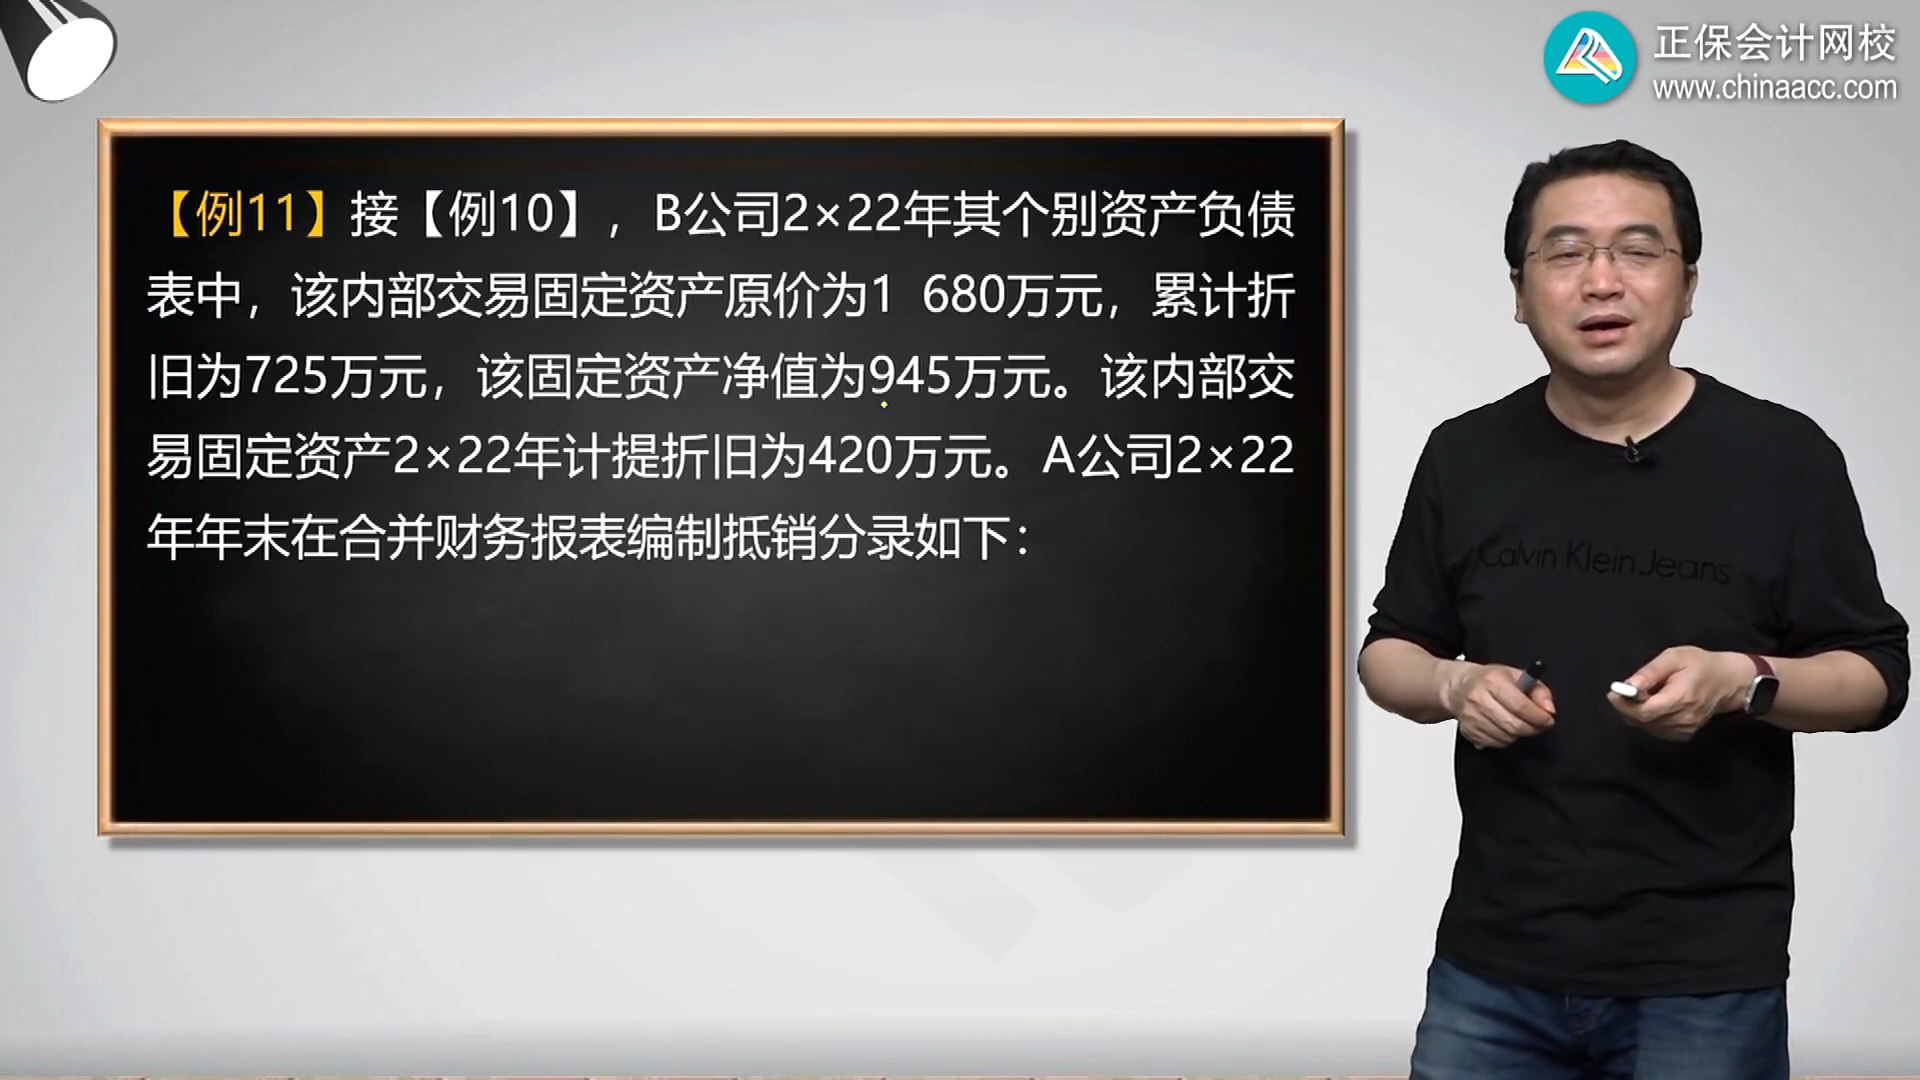 正保会计网校
www.chinaacc.com
【例11】接【例10】，B公司2×22年其个别资产负债
表中，该内部交易固定资产原价为1 680万元，累计折
旧为725万元，该固定资产净值为945万元。该内部交
易固定资产2×22年计提折旧为420万元。A公司2×22
年年末在合并财务报表编制抵销分录如下：
Calvin Klein Jeans